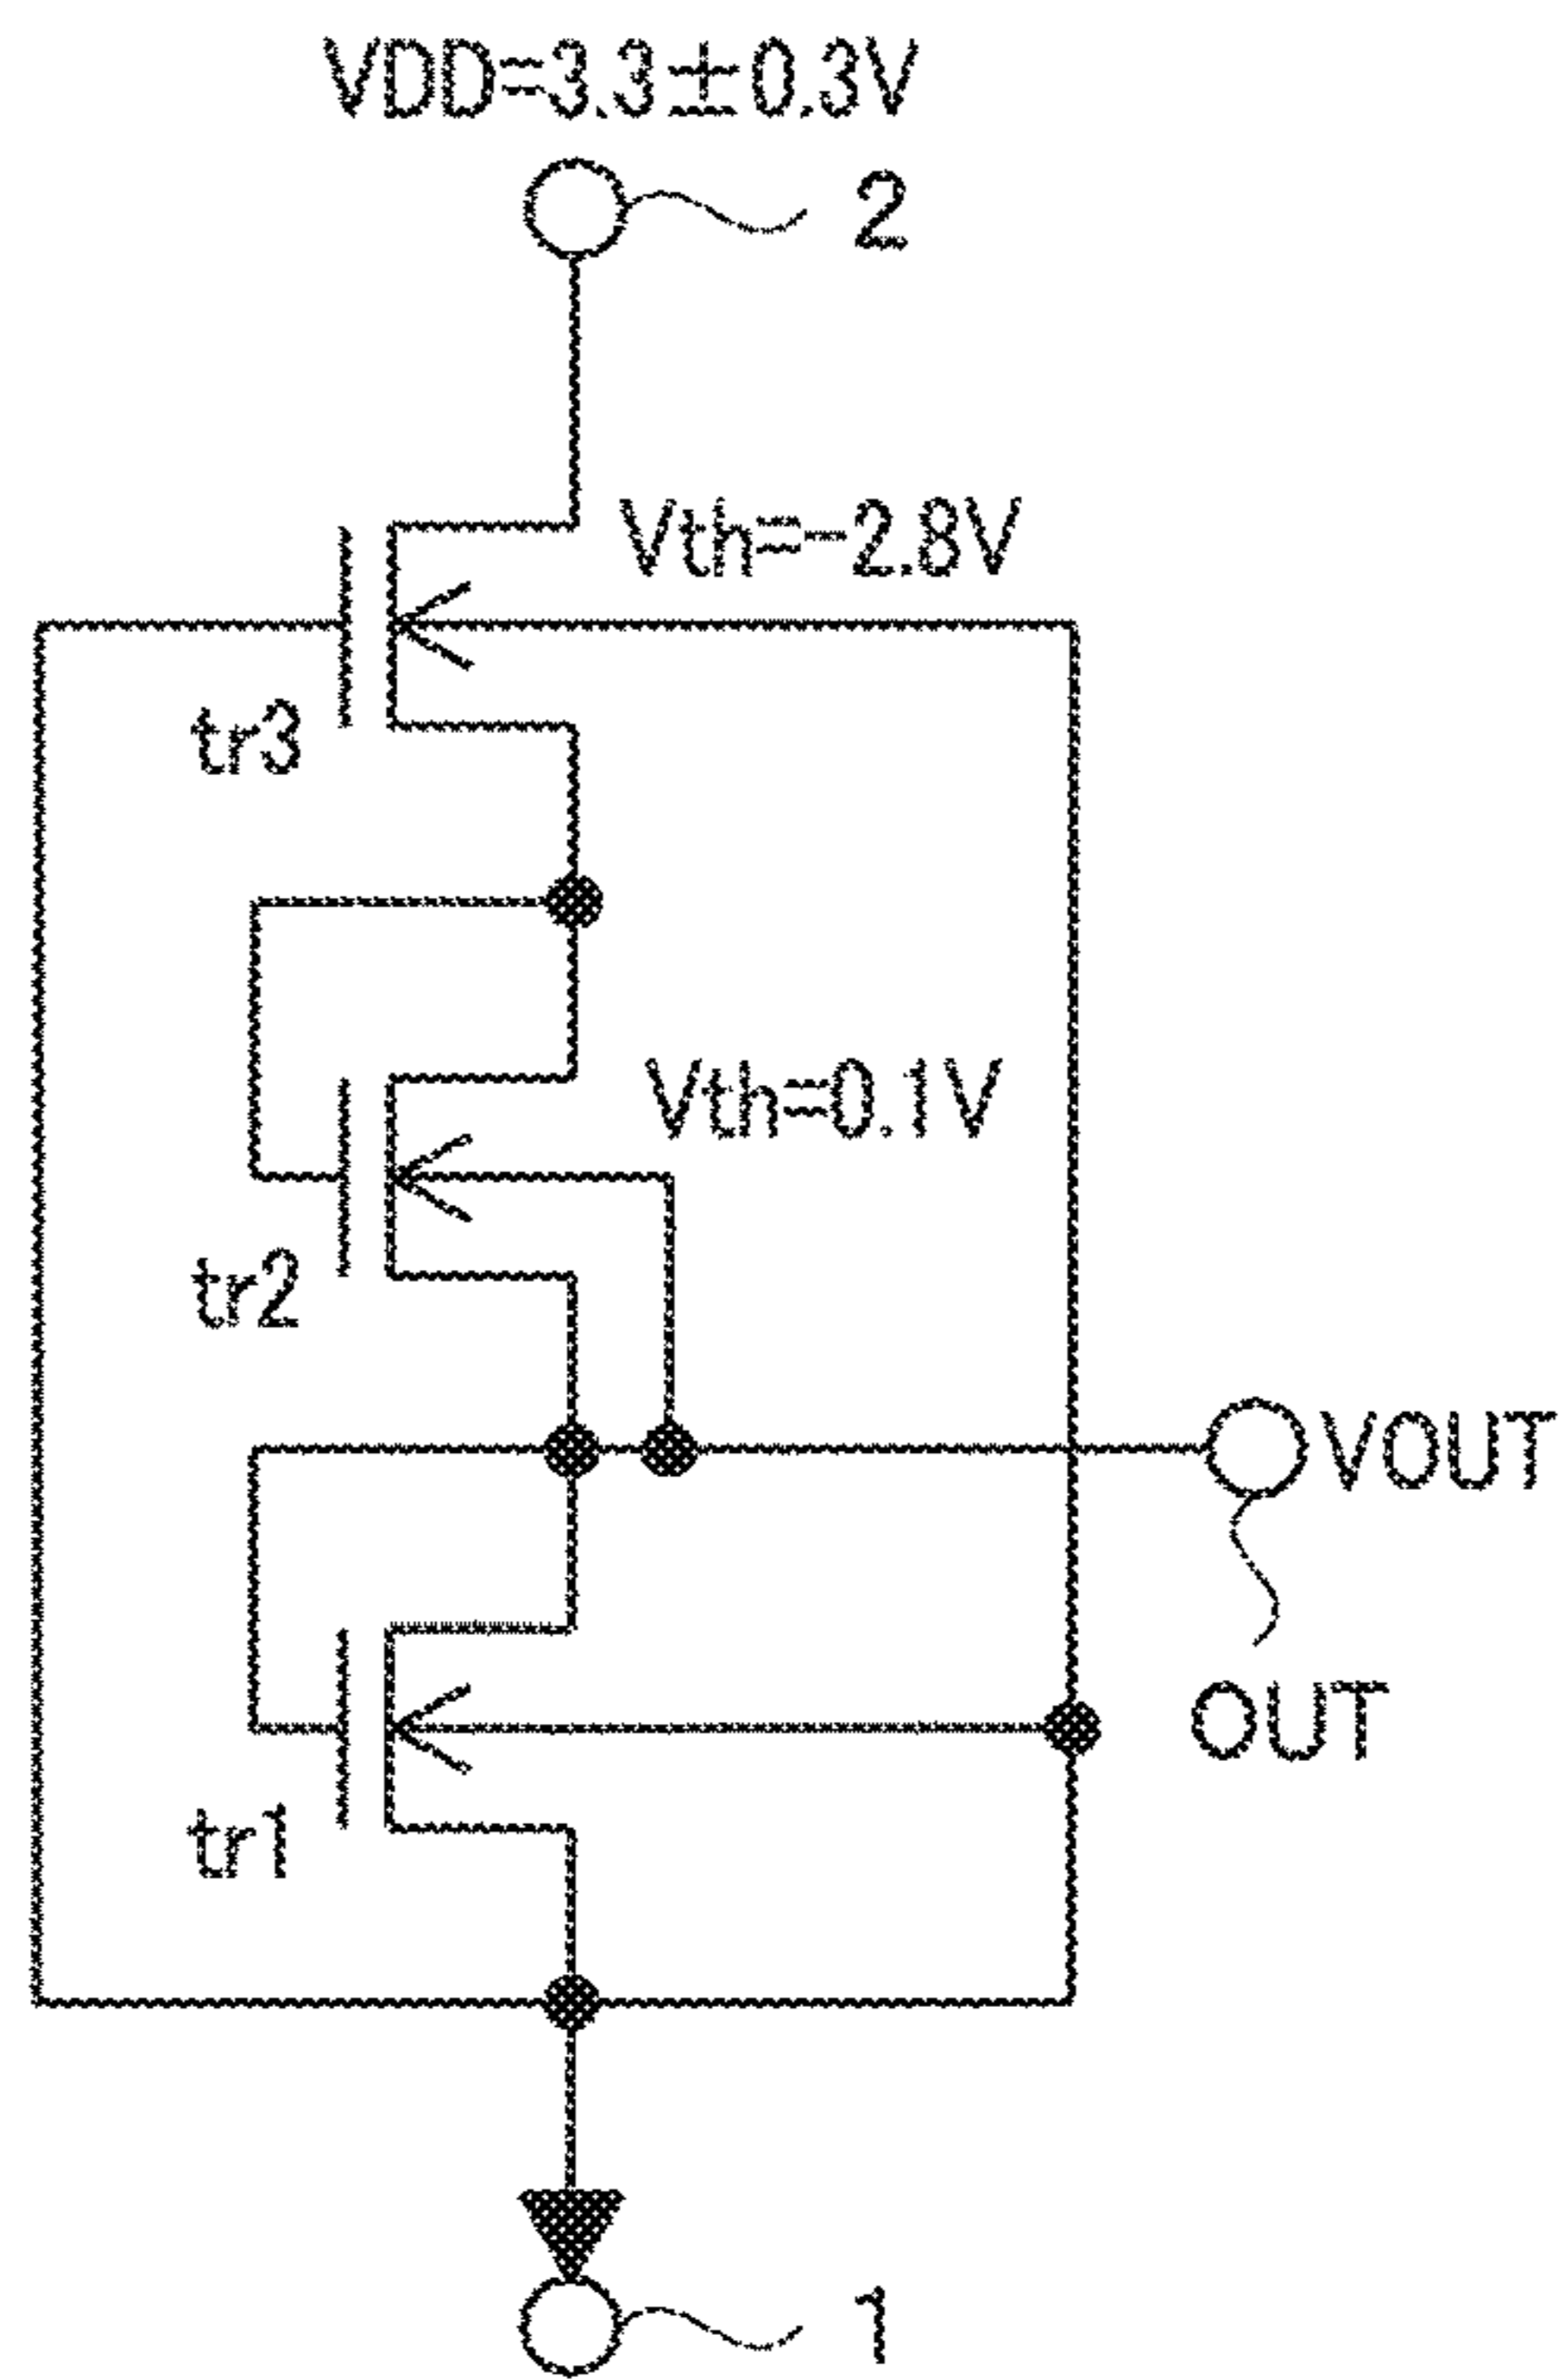 VDD=3.3±0.3V
2
Vth=-2.8V
tr3
Vth=0.1V
tr2
VOUT
OUT
tr1
1